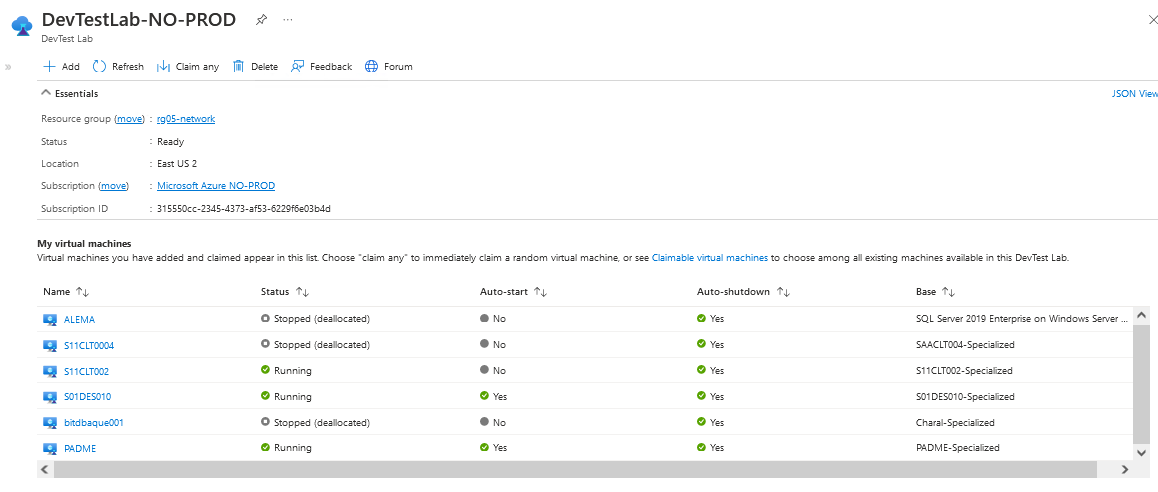 DevTestLab-NO-PROD
DevTest Lab
Add Refresh Claim any Delete Feedback Forum
Essentials JSON View
Resource group (move) : rg05-network
Status : Ready
Location : East US 2
Subscription (move) : Microsoft Azure NO-PROD
Subscription ID : 315550cc-2345-4373-af53-6229f6e03b4d
My virtual machines
Virtual machines you have added and claimed appear in this list. Choose "claim any" to immediately claim a random virtual machine, or see Claimable virtual machines to choose among all existing machines available in this DevTest Lab.
Name Status Auto-start Auto-shutdown Base
ALEMA Stopped (deallocated) No Yes SQL Server 2019 Enterprise on Windows Server ...
S11CLT0004 Stopped (deallocated) No Yes SAACLT004-Specialized
S11CLT002 Running No Yes S11CLT002-Specialized
S01DES010 Running Yes Yes S01DES010-Specialized
bitdbaque001 Stopped (deallocated) No Yes Charal-Specialized
PADME Running Yes Yes PADME-Specialized